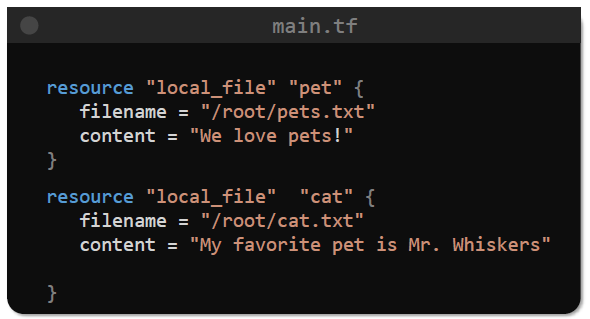 main.tf
resource "local_file" "pet" {
filename = "/root/pets.txt"
content = "We love pets!"
}
resource "local_file"  "cat" {
filename = "/root/cat.txt"
content = "My favorite pet is Mr. Whiskers"
}